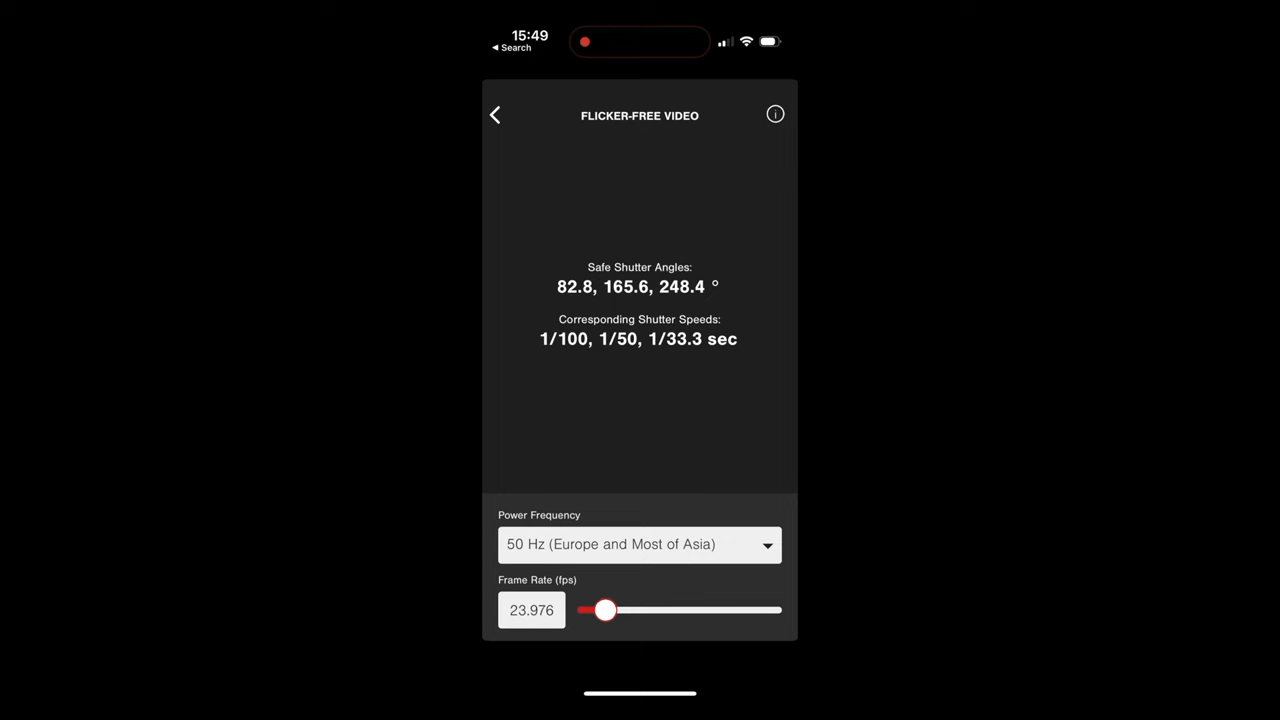 15:49
◀ Search
FLICKER-FREE VIDEO
Safe Shutter Angles:
82.8, 165.6, 248.4 °
Corresponding Shutter Speeds:
1/100, 1/50, 1/33.3 sec
Power Frequency
50 Hz (Europe and Most of Asia)
Frame Rate (fps)
23.976